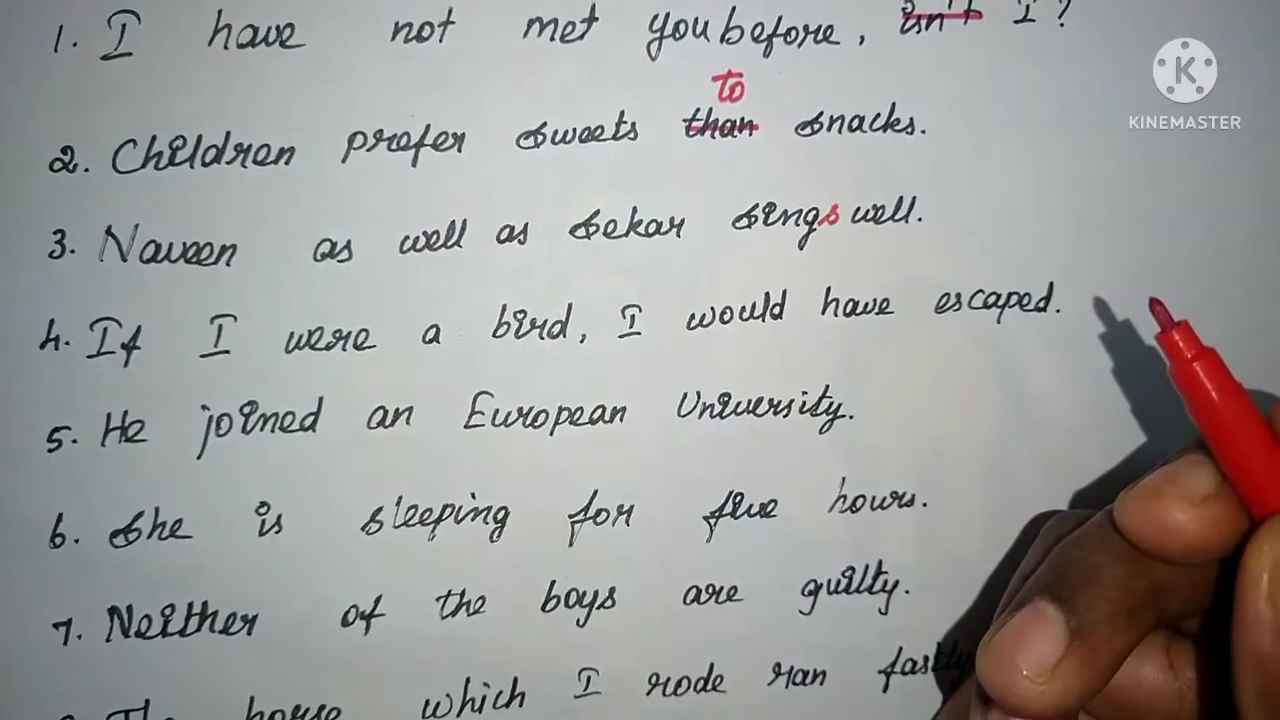 1. I have not met you before, isn't I?
to
2. Children prefer sweets than snacks.
3. Naveen as well as Sekar sings well.
4. If I were a bird, I would have escaped.
5. He joined an European University.
6. She is sleeping for five hours.
7. Neither of the boys are guilty.
which I rode ran fastly
KINEMASTER